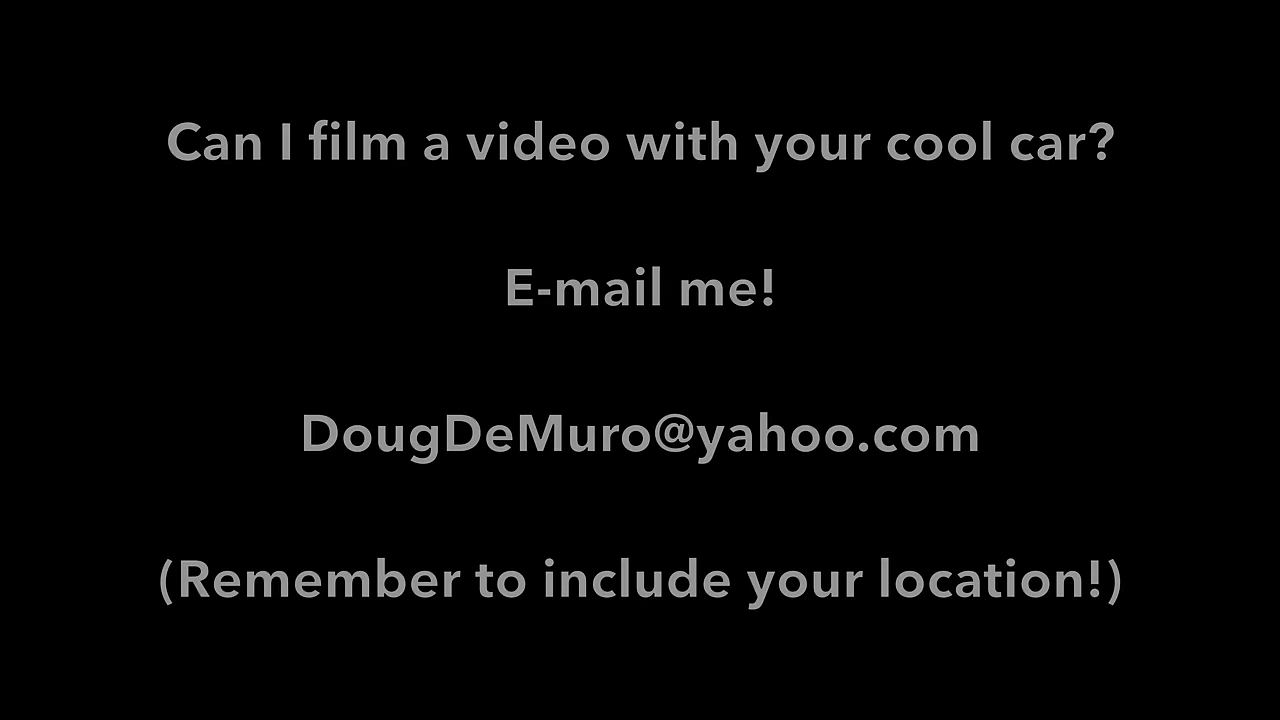 Can I film a video with your cool car?
E-mail me!
DougDeMuro@yahoo.com
(Remember to include your location!)